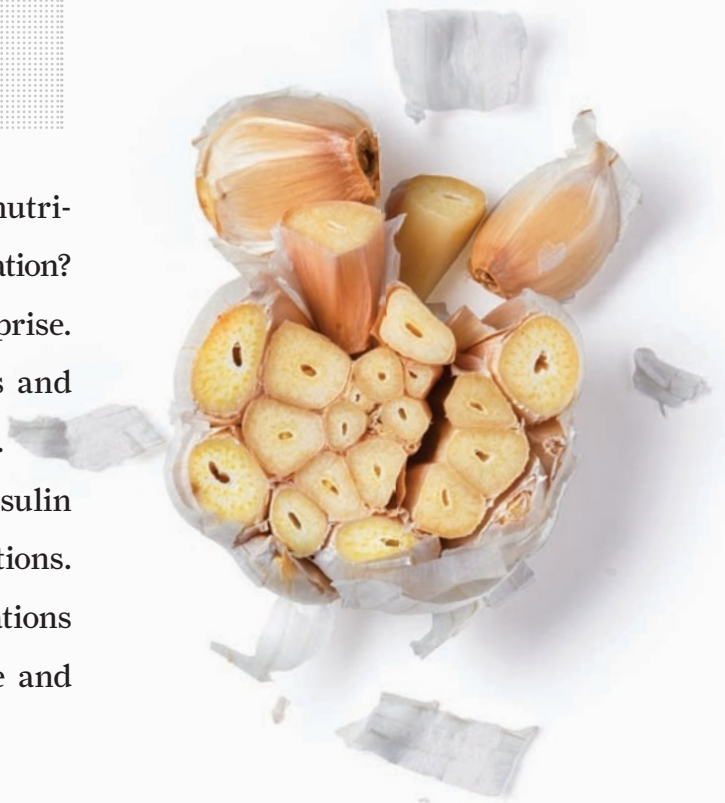 nutri-
ation?
prise.
s and
.
sulin
tions.
ations
e and